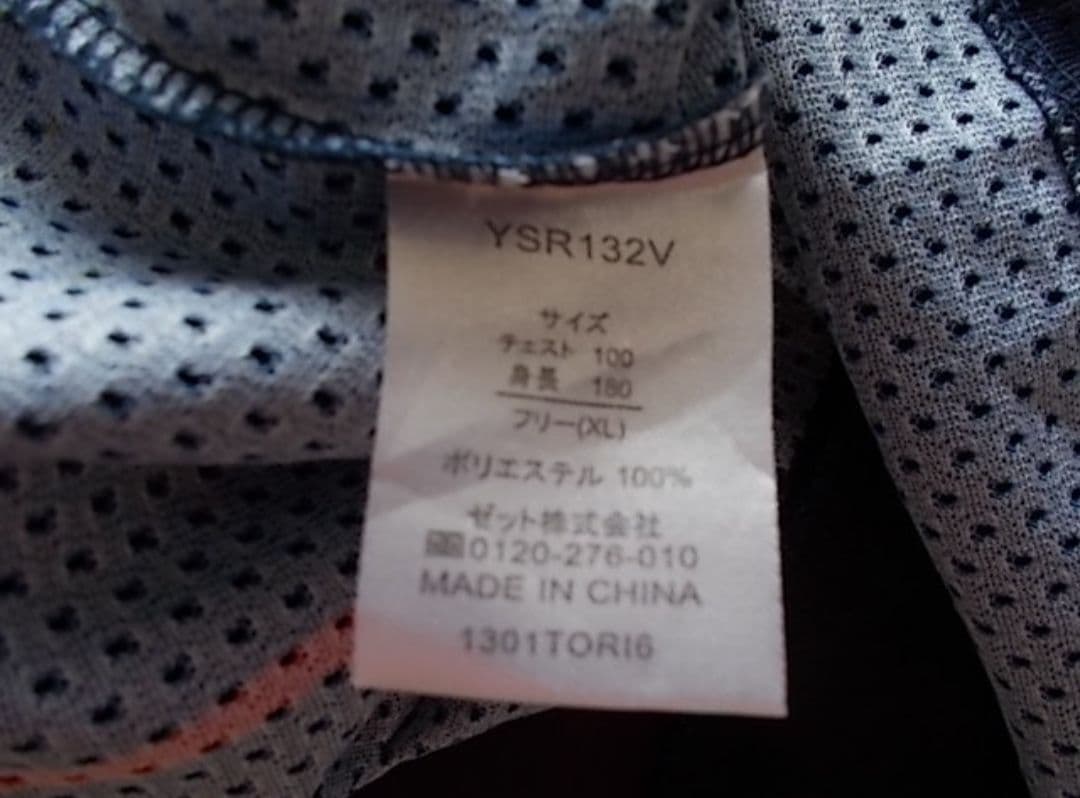 YSR132V
サイズ
チェスト 100
身長 180
フリー(XL)
ポリエステル 100%
ゼット株式会社
0120-276-010
MADE IN CHINA
1301TORI6